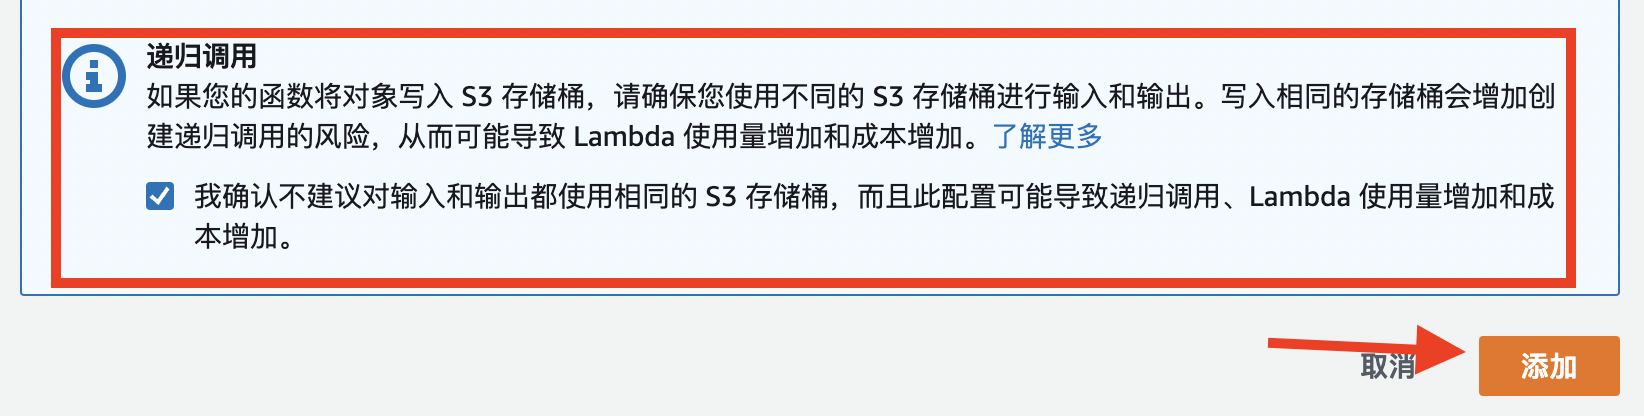 递归调用
如果您的函数将对象写入 S3 存储桶，请确保您使用不同的 S3 存储桶进行输入和输出。写入相同的存储桶会增加创
建递归调用的风险，从而可能导致 Lambda 使用量增加和成本增加。了解更多
我确认不建议对输入和输出都使用相同的 S3 存储桶，而且此配置可能导致递归调用、Lambda 使用量增加和成
本增加。
取消
添加